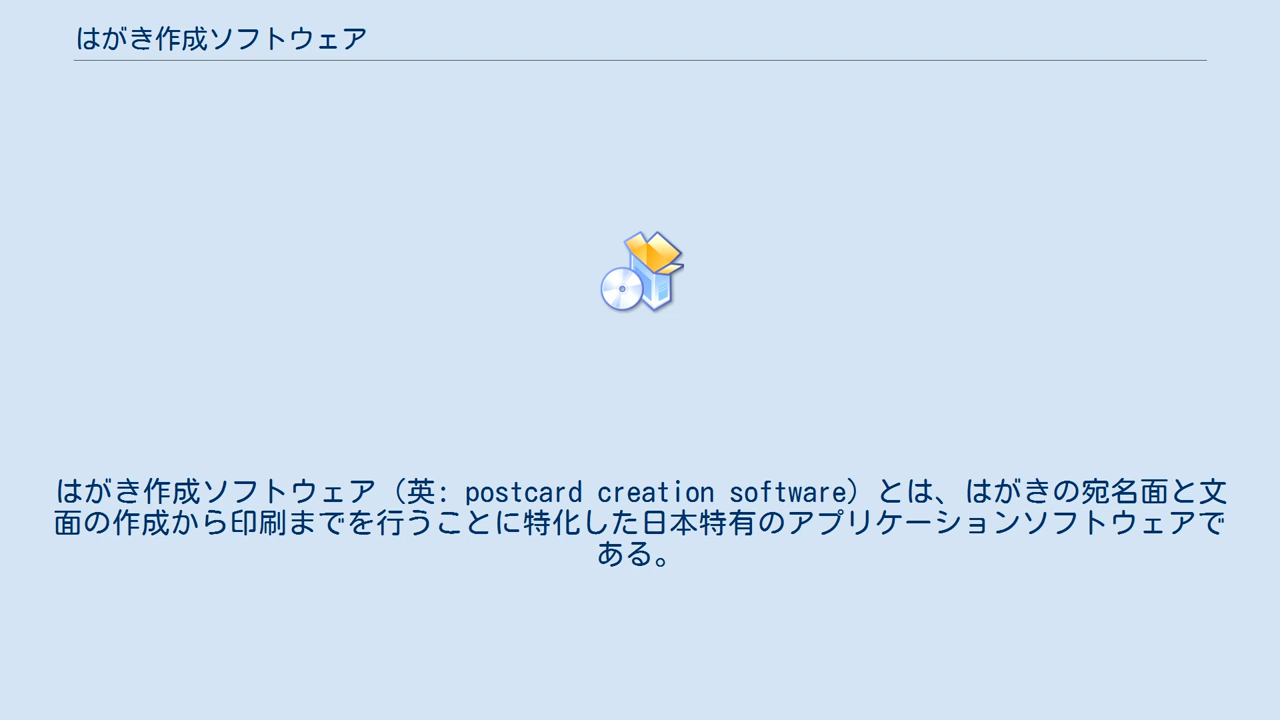 はがき作成ソフトウェア
はがき作成ソフトウェア（英: postcard creation software）とは、はがきの宛名面と文
面の作成から印刷までを行うことに特化した日本特有のアプリケーションソフトウェアで
ある。